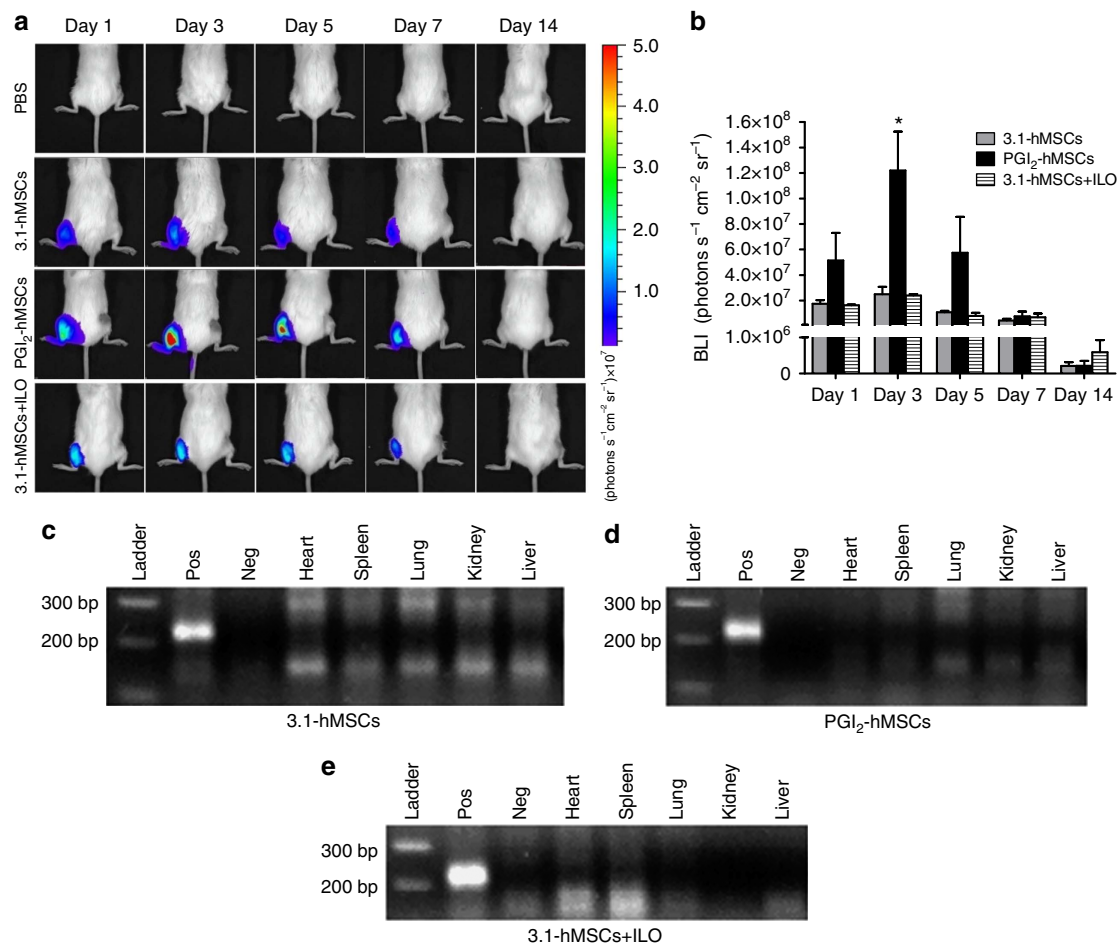 a
Day 1 Day 3 Day 5 Day 7 Day 14
PBS
3.1-hMSCs
PGI₂-hMSCs
3.1-hMSCs+ILO
5.0
4.0
3.0
2.0
1.0
(photons s⁻¹cm⁻² sr⁻¹)×10⁷
b
BLI (photons s⁻¹ cm⁻² sr⁻¹)
1.6×10⁸
1.4×10⁸
1.2×10⁸
1.0×10⁸
8.0×10⁷
6.0×10⁷
4.0×10⁷
2.0×10⁷
1.0×10⁶
0
*
3.1-hMSCs
PGI₂-hMSCs
3.1-hMSCs+ILO
Day 1 Day 3 Day 5 Day 7 Day 14
c
Ladder Pos Neg Heart Spleen Lung Kidney Liver
300 bp
200 bp
3.1-hMSCs
d
Ladder Pos Neg Heart Spleen Lung Kidney Liver
300 bp
200 bp
PGI₂-hMSCs
e
Ladder Pos Neg Heart Spleen Lung Kidney Liver
300 bp
200 bp
3.1-hMSCs+ILO